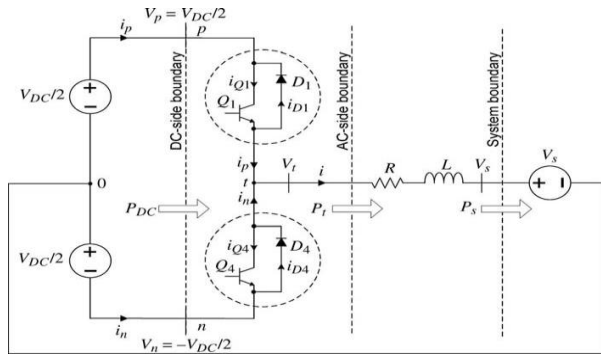 V_p = V_DC/2
i_p
p
V_DC/2
DC-side boundary
i_Q1
D_1
Q_1
i_D1
AC-side boundary
System boundary
i_p
V_t
i
R
L
V_s
V_s
0
t
i_n
P_DC
P_t
P_s
V_DC/2
i_Q4
D_4
Q_4
i_D4
i_n
n
V_n = –V_DC/2